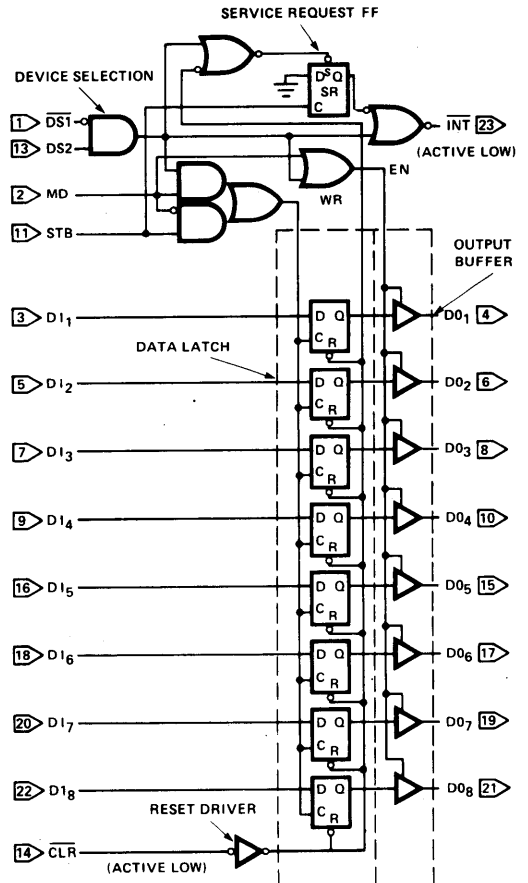 SERVICE REQUEST FF
DEVICE SELECTION
D S Q
SR
C
1 DS1
13 DS2
INT 23
(ACTIVE LOW)
2 MD
EN
WR
11 STB
OUTPUT
BUFFER
3 DI1
D Q
C R
DO1 4
DATA LATCH
5 DI2
D Q
C R
DO2 6
7 DI3
D Q
C R
DO3 8
9 DI4
D Q
C R
DO4 10
16 DI5
D Q
C R
DO5 15
18 DI6
D Q
C R
DO6 17
20 DI7
D Q
C R
DO7 19
22 DI8
D Q
C R
DO8 21
RESET DRIVER
14 CLR
(ACTIVE LOW)